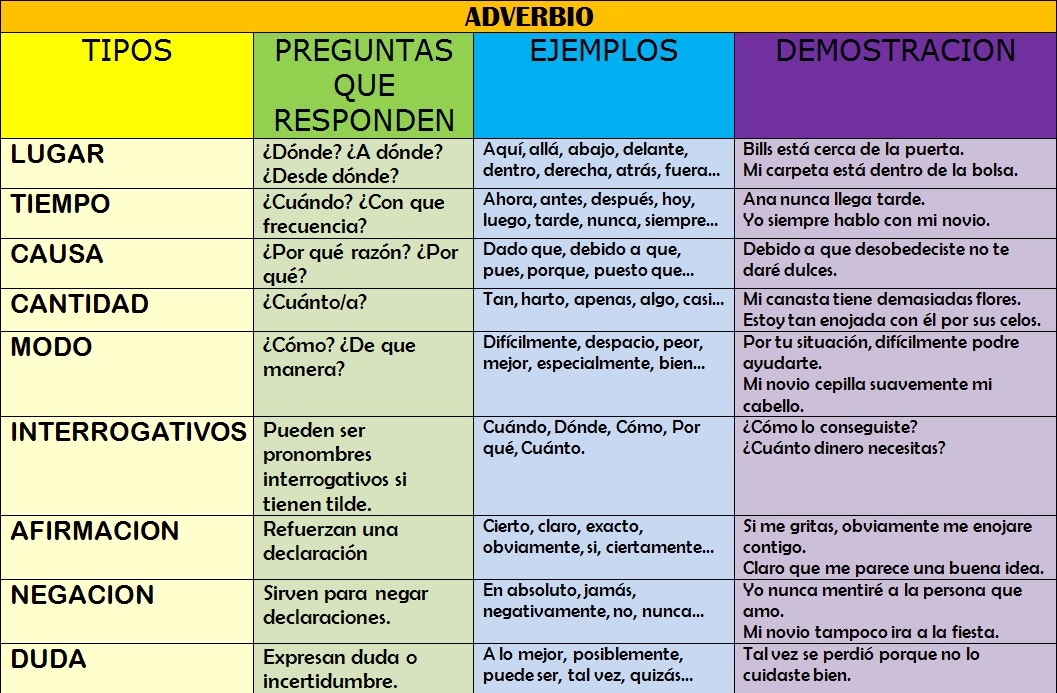 ADVERBIO
TIPOS
PREGUNTAS
QUE
RESPONDEN
EJEMPLOS
DEMOSTRACION
LUGAR
¿Dónde? ¿A dónde?
¿Desde dónde?
Aquí, allá, abajo, delante,
dentro, derecha, atrás, fuera...
Bills está cerca de la puerta.
Mi carpeta está dentro de la bolsa.
TIEMPO
¿Cuándo? ¿Con que
frecuencia?
Ahora, antes, después, hoy,
luego, tarde, nunca, siempre...
Ana nunca llega tarde.
Yo siempre hablo con mi novio.
CAUSA
¿Por qué razón? ¿Por
qué?
Dado que, debido a que,
pues, porque, puesto que...
Debido a que desobedeciste no te
daré dulces.
CANTIDAD
¿Cuánto/a?
Tan, harto, apenas, algo, casi...
Mi canasta tiene demasiadas flores.
Estoy tan enojada con él por sus celos.
MODO
¿Cómo? ¿De que
manera?
Difícilmente, despacio, peor,
mejor, especialmente, bien...
Por tu situación, difícilmente podre
ayudarte.
Mi novio cepilla suavemente mi
cabello.
INTERROGATIVOS
Pueden ser
pronombres
interrogativos si
tienen tilde.
Cuándo, Dónde, Cómo, Por
qué, Cuánto.
¿Cómo lo conseguiste?
¿Cuánto dinero necesitas?
AFIRMACION
Refuerzan una
declaración
Cierto, claro, exacto,
obviamente, si, ciertamente...
Si me gritas, obviamente me enojare
contigo.
Claro que me parece una buena idea.
NEGACION
Sirven para negar
declaraciones.
En absoluto, jamás,
negativamente, no, nunca...
Yo nunca mentiré a la persona que
amo.
Mi novio tampoco ira a la fiesta.
DUDA
Expresan duda o
incertidumbre.
A lo mejor, posiblemente,
puede ser, tal vez, quizás...
Tal vez se perdió porque no lo
cuidaste bien.